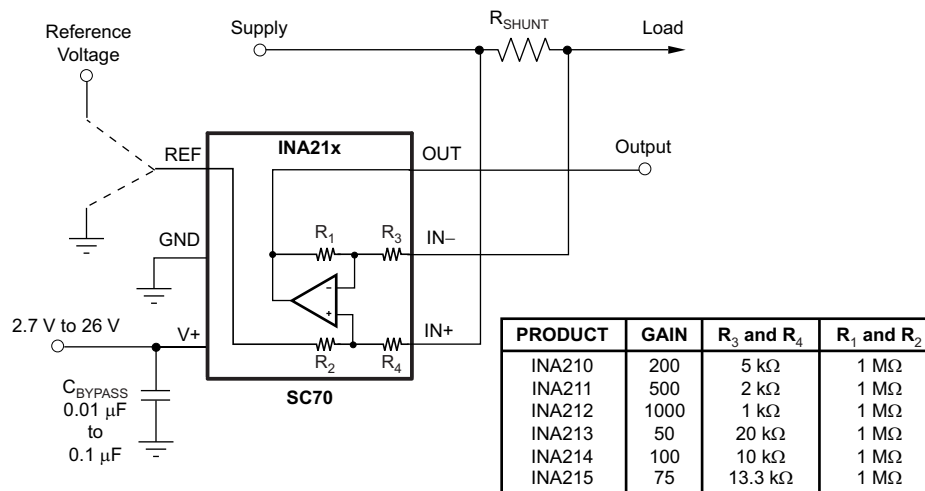 Reference
Voltage
Supply
R_SHUNT
Load
INA21x
REF
OUT
Output
GND
R_1
R_3
IN–
–
+
2.7 V to 26 V
V+
R_2
R_4
IN+
C_BYPASS
0.01 μF
to
0.1 μF
SC70
PRODUCT GAIN R_3 and R_4 R_1 and R_2
INA210 200 5 kΩ 1 MΩ
INA211 500 2 kΩ 1 MΩ
INA212 1000 1 kΩ 1 MΩ
INA213 50 20 kΩ 1 MΩ
INA214 100 10 kΩ 1 MΩ
INA215 75 13.3 kΩ 1 MΩ